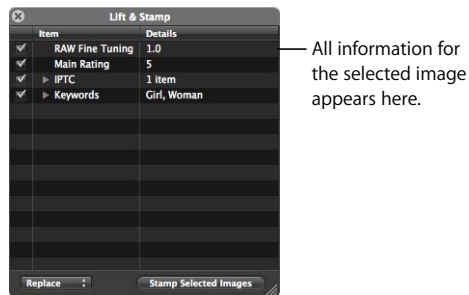 Lift & Stamp
Item Details
RAW Fine Tuning 1.0
Main Rating 5
IPTC 1 item
Keywords Girl, Woman
Replace Stamp Selected Images
All information for
the selected image
appears here.